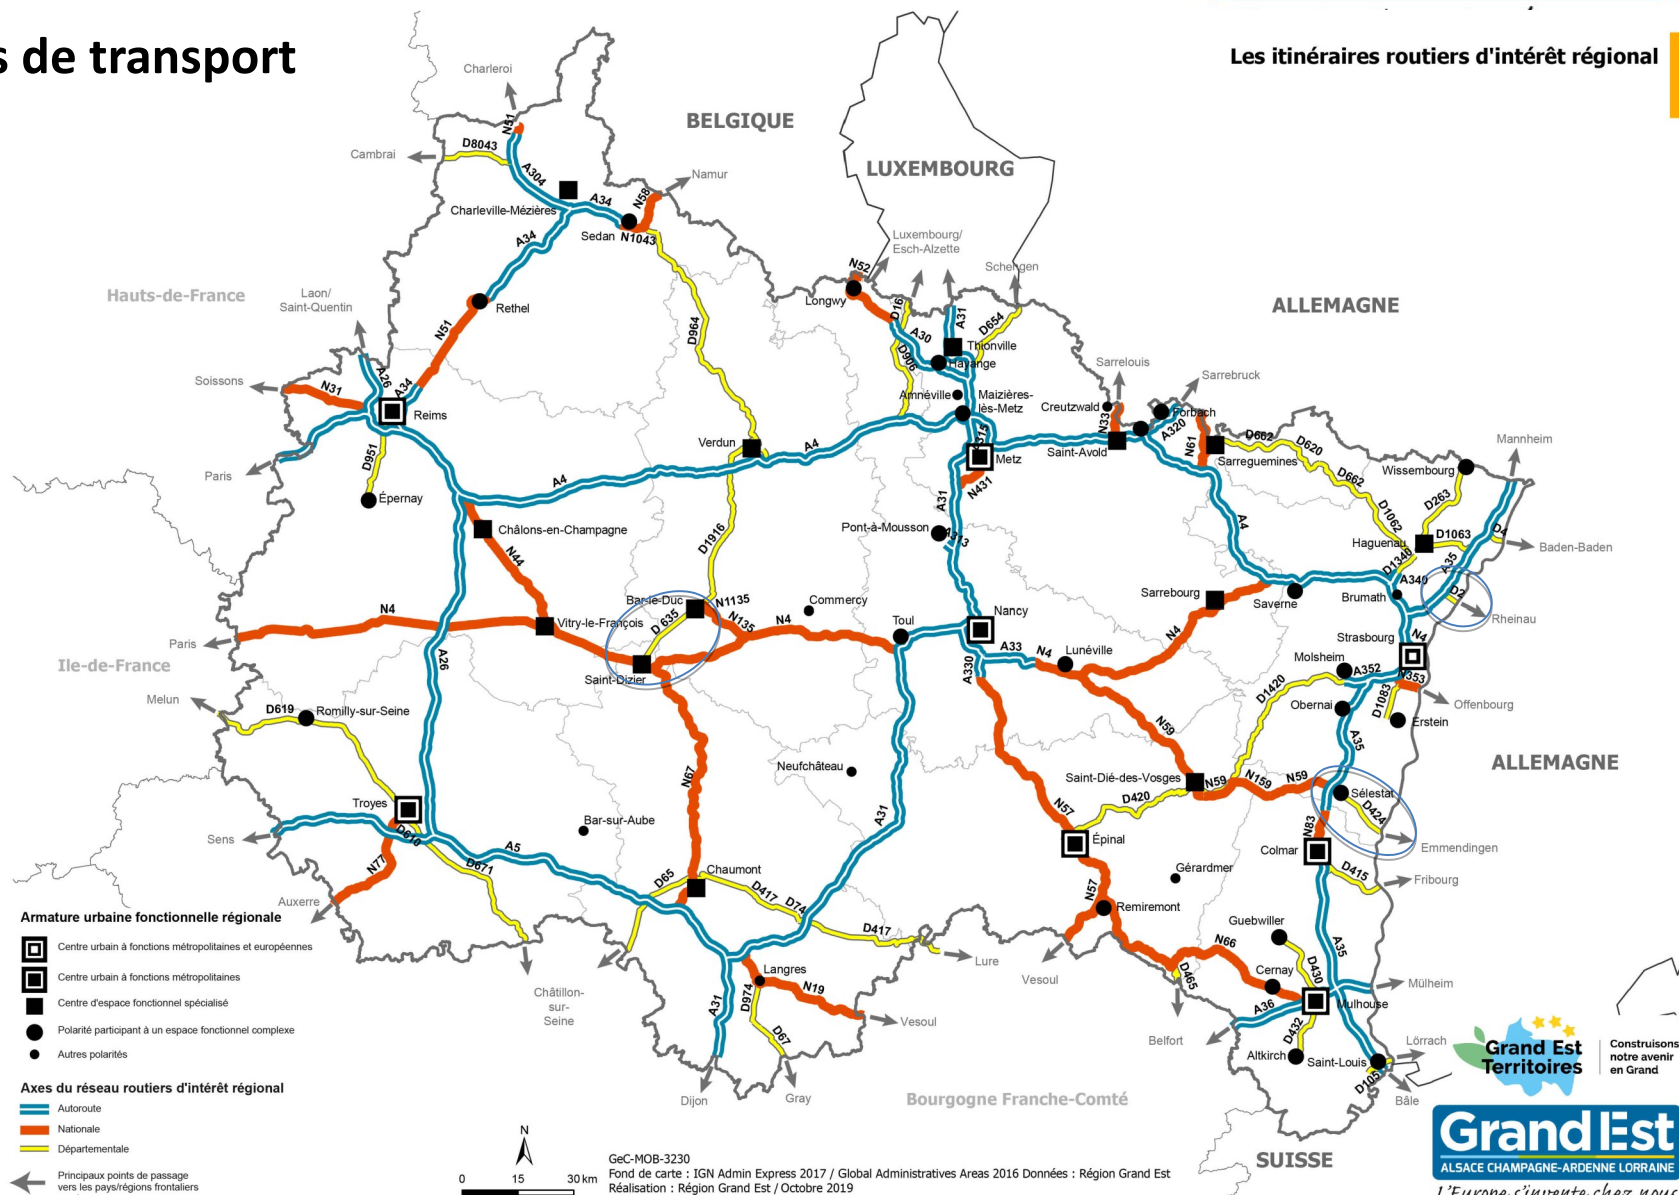 s de transport
Les itinéraires routiers d'intérêt régional
Charleroi
N51
D8043
Cambrai
A304
BELGIQUE
LUXEMBOURG
Namur
N58
A34
Charleville-Mézières
Sedan
N1043
A34
Luxembourg/
Esch-Alzette
Schengen
N52
Longwy
D16
A31
D654
Hauts-de-France
Laon/
Saint-Quentin
Rethel
N51
D964
A30
Thionville
Hayange
D906
ALLEMAGNE
Sarrelouis
Sarrebruck
Soissons
N31
A26
A34
Reims
Amnéville
Maizières-
lès-Metz
Creutzwald
N33
Forbach
A320
N61
D951
Paris
Épernay
Verdun
A4
A4
A315
Metz
N431
Saint-Avold
Sarreguemines
D662
D620
D662
Wissembourg
Mannheim
D263
D1062
A31
Châlons-en-Champagne
N44
D1916
Pont-à-Mousson
A313
A4
Haguenau
D1063
D4
Baden-Baden
D1340
A35
A340
Bar-le-Duc
N1135
Commercy
Sarrebourg
Saverne
Brumath
D2
Rheinau
N4
Vitry-le-François
D 635
N135
N4
Toul
Nancy
Paris
Ile-de-France
A26
Saint-Dizier
A330
A33
N4
Lunéville
N4
Strasbourg
N4
Molsheim
A352
N353
Melun
D619
Romilly-sur-Seine
D1420
D1083
Offenbourg
Obernai
Erstein
N59
A35
N67
Neufchâteau
Saint-Dié-des-Vosges
N59
N159
N59
ALLEMAGNE
Sélestat
D424
Troyes
Bar-sur-Aube
A31
N57
D420
Sens
D610
A5
Épinal
N83
Colmar
Emmendingen
N77
D671
D65
Chaumont
D417
D74
Gérardmer
D415
Fribourg
Auxerre
N57
Remiremont
Guebwiller
D417
Lure
Vesoul
N66
D430
A35
Armature urbaine fonctionnelle régionale
Centre urbain à fonctions métropolitaines et européennes
Centre urbain à fonctions métropolitaines
Centre d'espace fonctionnel spécialisé
Polarité participant à un espace fonctionnel complexe
Autres polarités
Châtillon-
sur-
Seine
Langres
N19
D974
A31
D67
Vesoul
D465
Cernay
Mulhouse
Mülheim
A36
D432
Belfort
Altkirch
Saint-Louis
Lörrach
D105
Bâle
Axes du réseau routiers d'intérêt régional
Autoroute
Nationale
Départementale
Principaux points de passage
vers les pays/régions frontaliers
Dijon
Gray
Bourgogne Franche-Comté
SUISSE
N
0 15 30 km
GeC-MOB-3230
Fond de carte : IGN Admin Express 2017 / Global Administratives Areas 2016 Données : Région Grand Est
Réalisation : Région Grand Est / Octobre 2019
Grand Est
Territoires
Construisons
notre avenir
en Grand
Grand Est
ALSACE CHAMPAGNE-ARDENNE LORRAINE
L'Europe s'invente chez nous